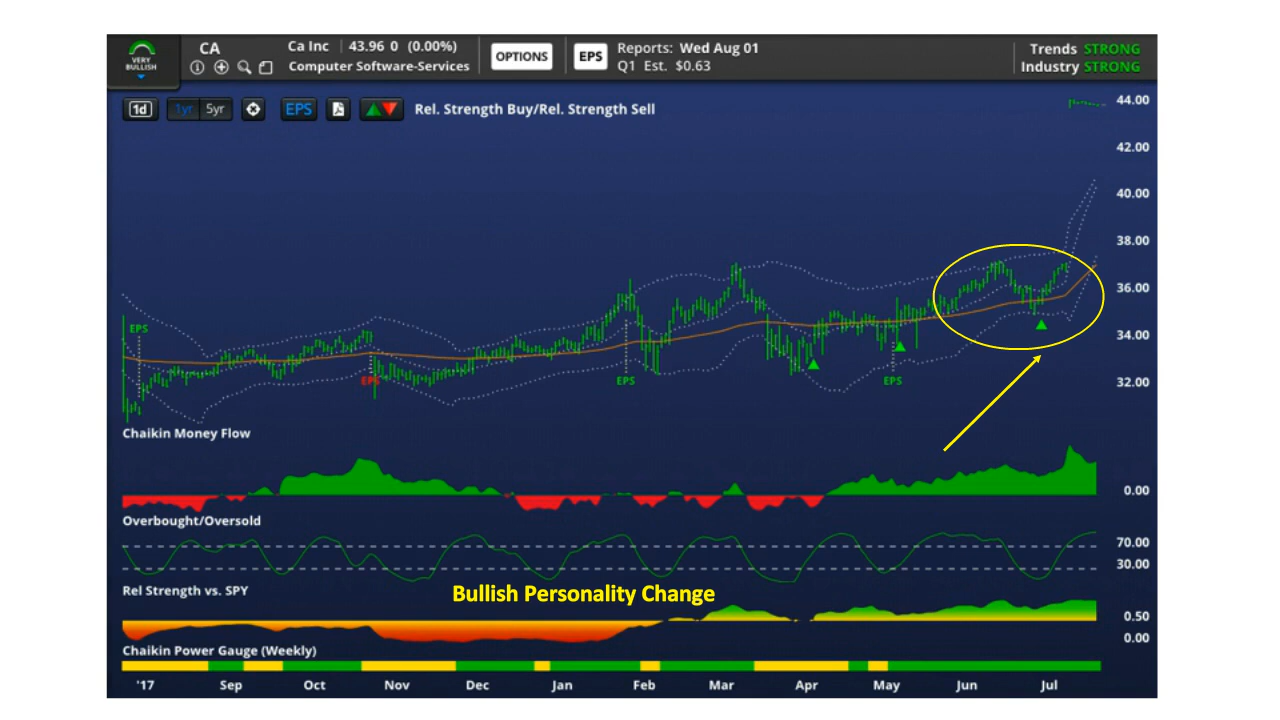 VERY
BULLISH
CA
Ca Inc | 43.96 0 (0.00%)
Computer Software-Services
OPTIONS
EPS
Reports: Wed Aug 01
Q1 Est. $0.63
Trends STRONG
Industry STRONG
1d
1yr 5yr
EPS
Rel. Strength Buy/Rel. Strength Sell
44.00
42.00
40.00
38.00
36.00
34.00
32.00
EPS
EPS
EPS
EPS
Chaikin Money Flow
0.00
Overbought/Oversold
70.00
30.00
Rel Strength vs. SPY
Bullish Personality Change
0.50
0.00
Chaikin Power Gauge (Weekly)
'17 Sep Oct Nov Dec Jan Feb Mar Apr May Jun Jul